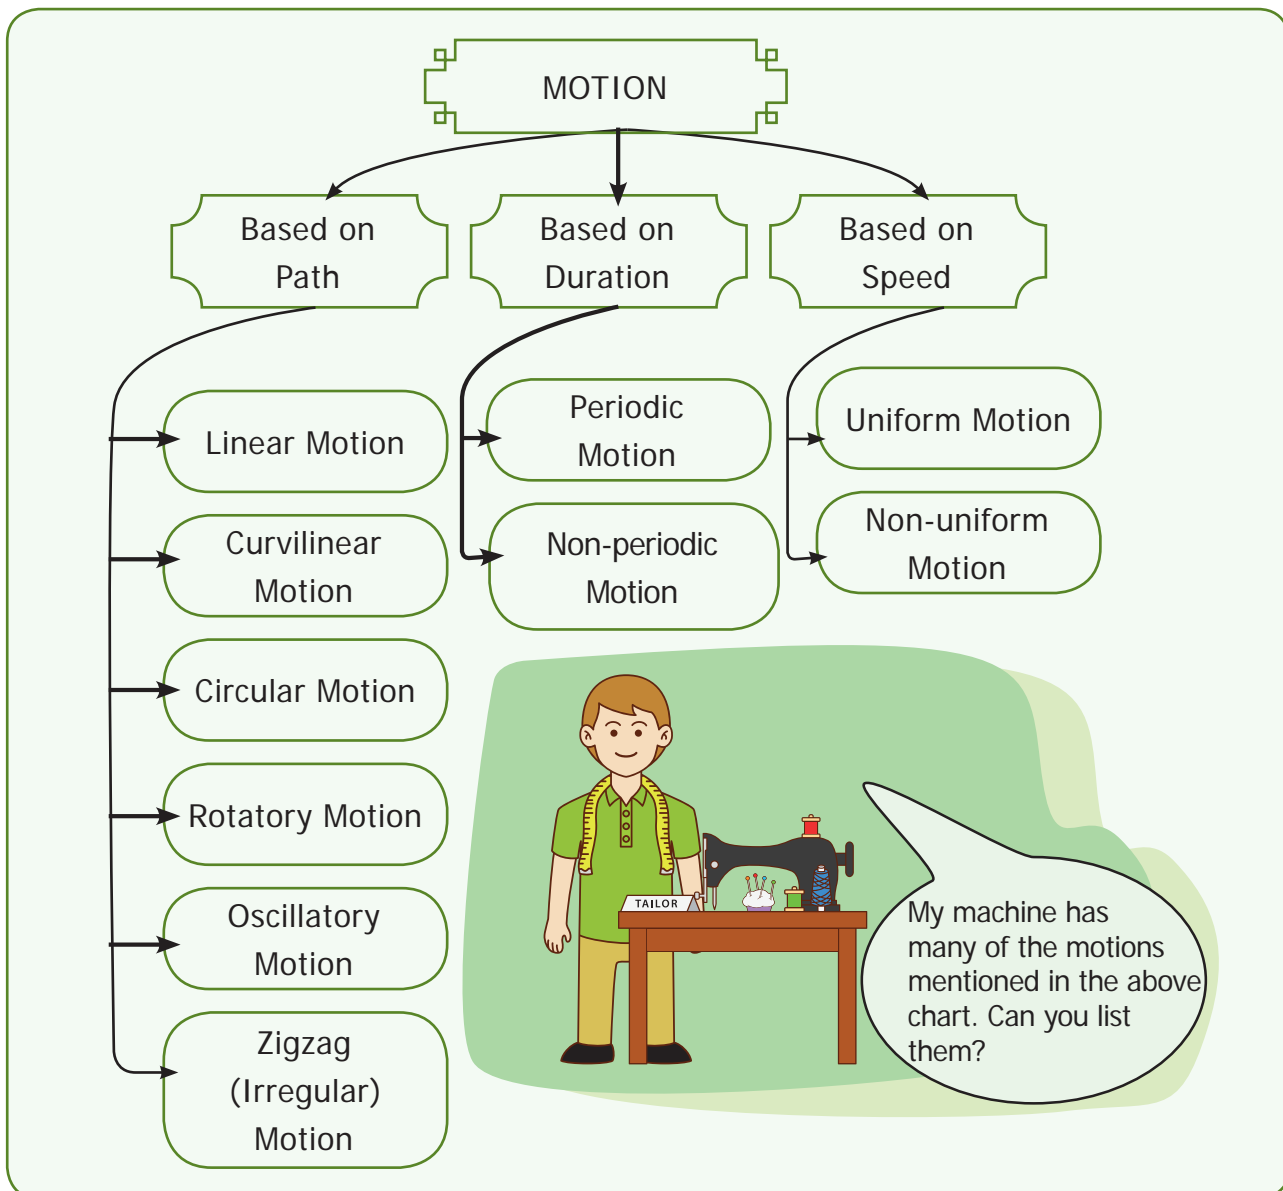 MOTION
Based on
Path
Based on
Duration
Based on
Speed
Linear Motion
Curvilinear
Motion
Circular Motion
Rotatory Motion
Oscillatory
Motion
Zigzag
(Irregular)
Motion
Periodic
Motion
Non-periodic
Motion
Uniform Motion
Non-uniform
Motion
TAILOR
My machine has
many of the motions
mentioned in the above
chart. Can you list
them?